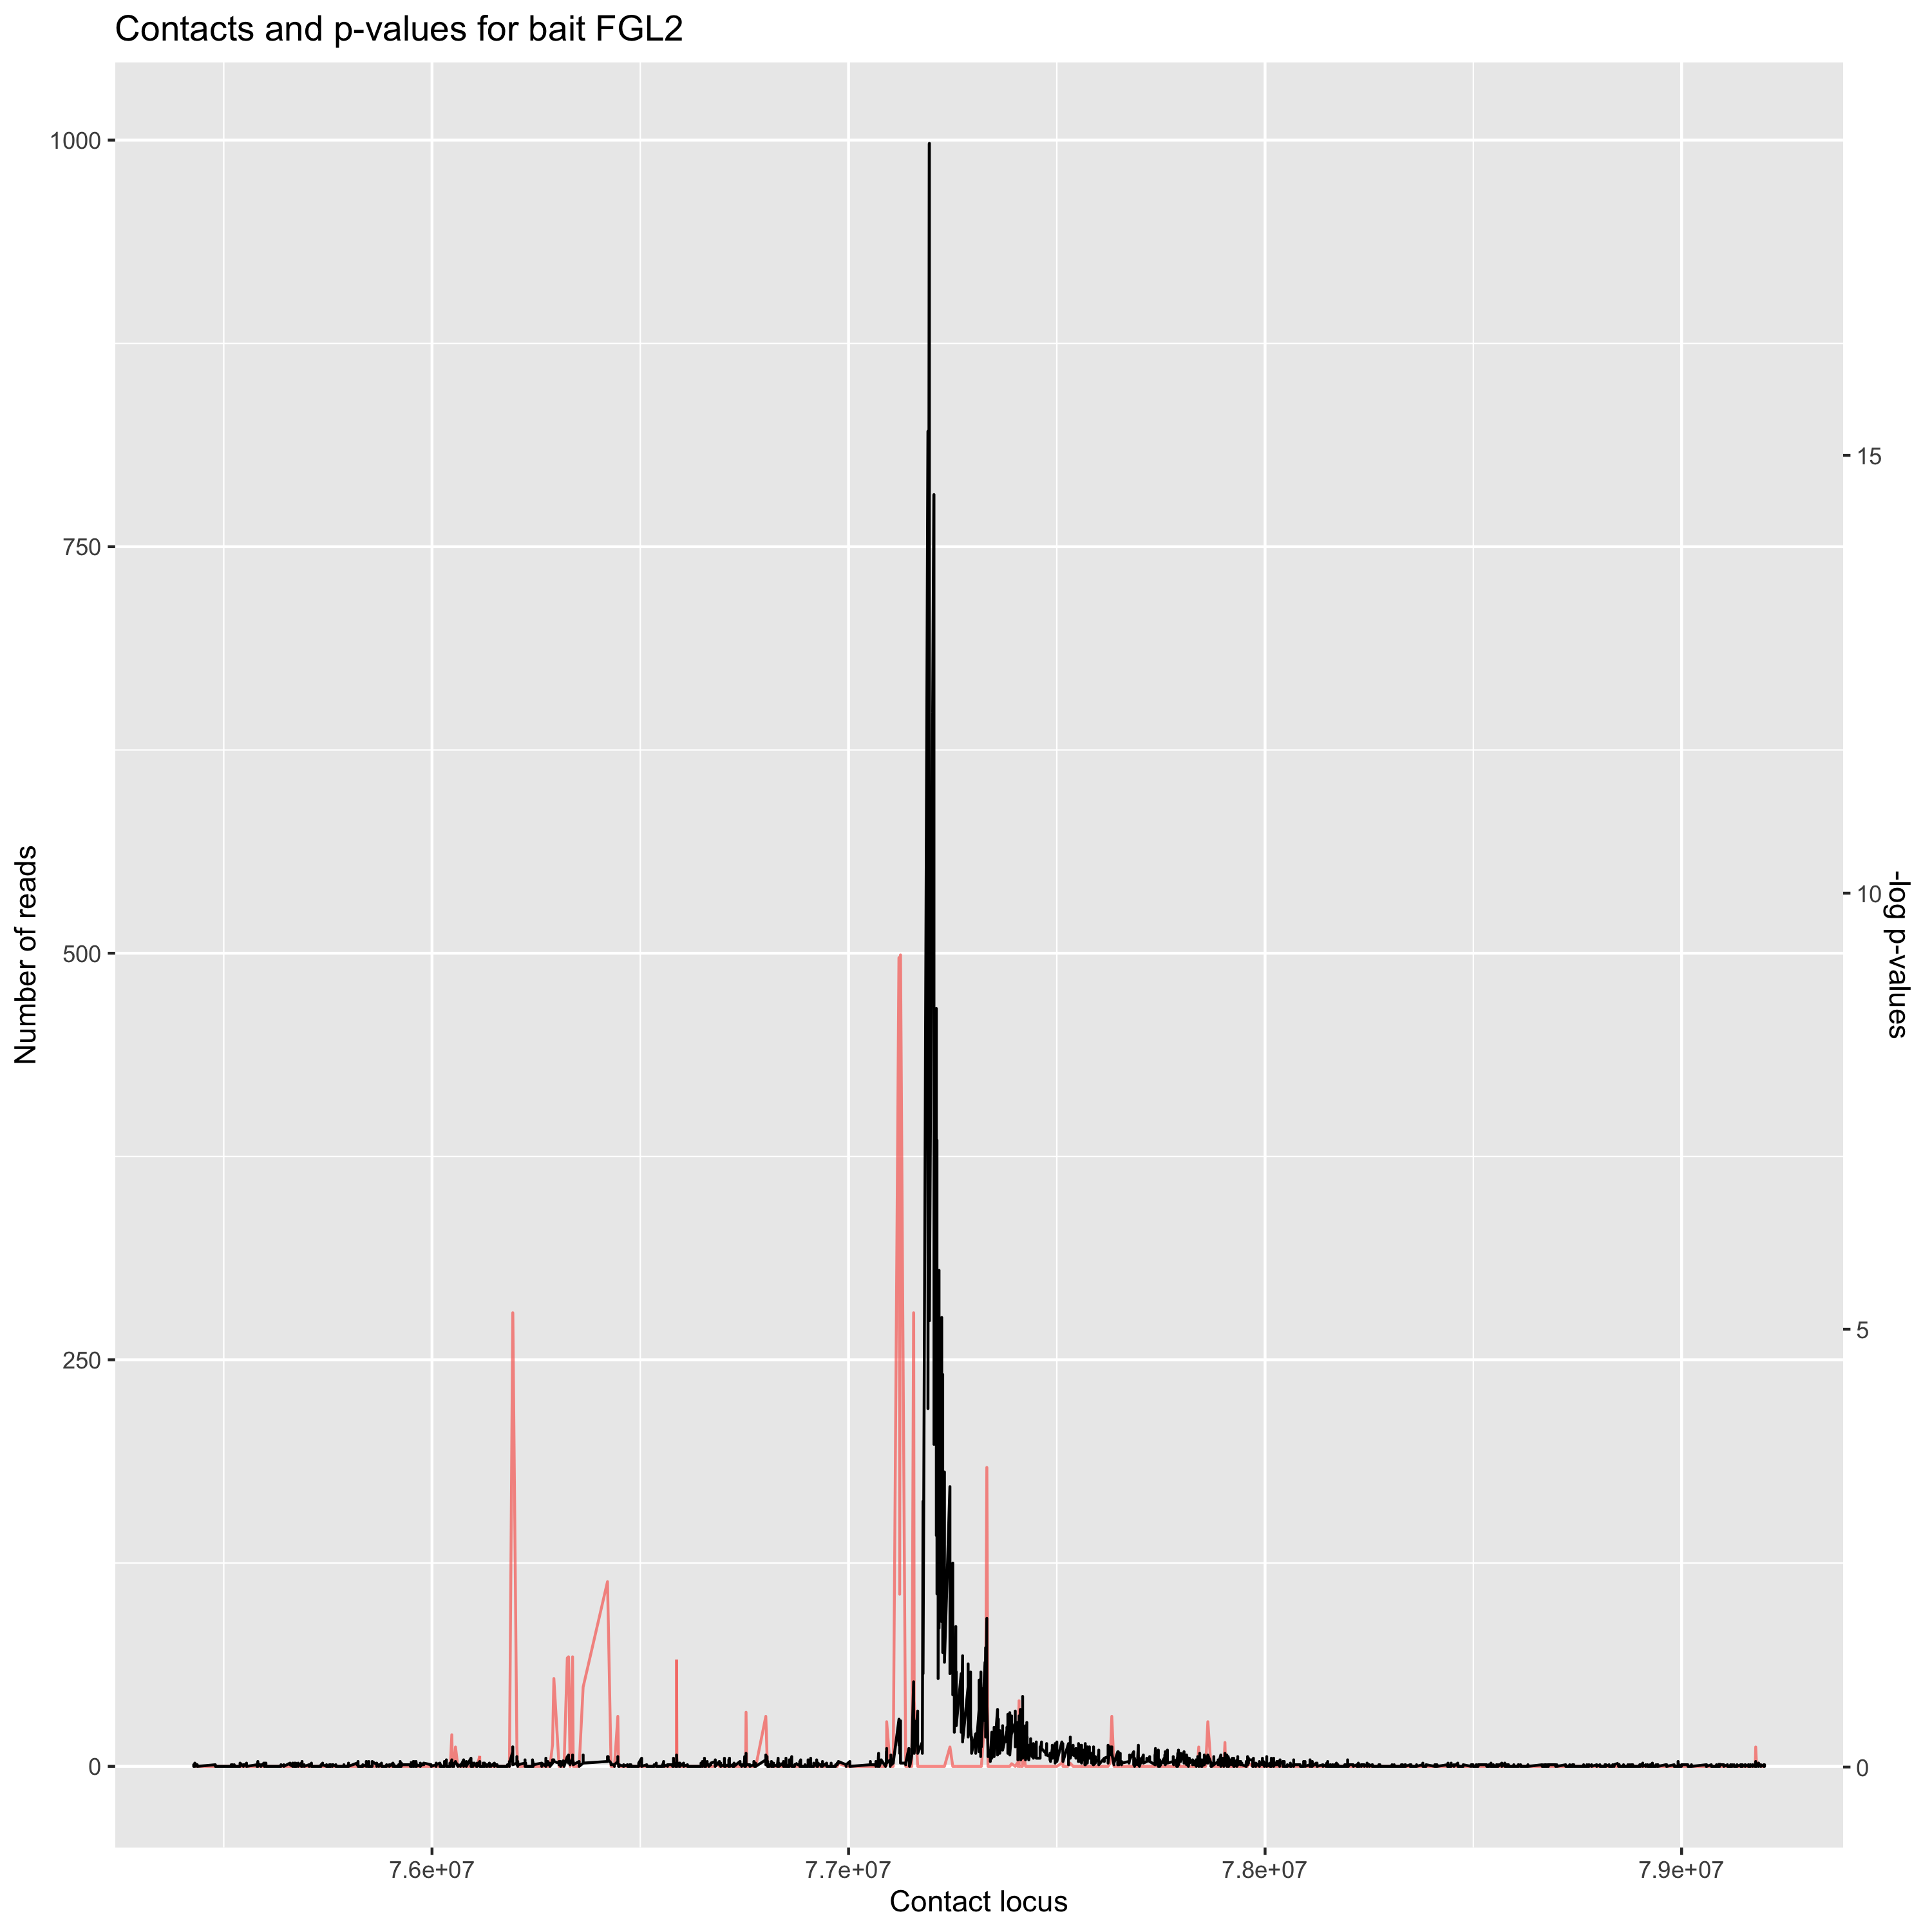 Contacts and p-values for bait FGL2
1000
750
500
250
0
Number of reads
15
10
5
0
-log p-values
7.6e+07
7.7e+07
7.8e+07
7.9e+07
Contact locus